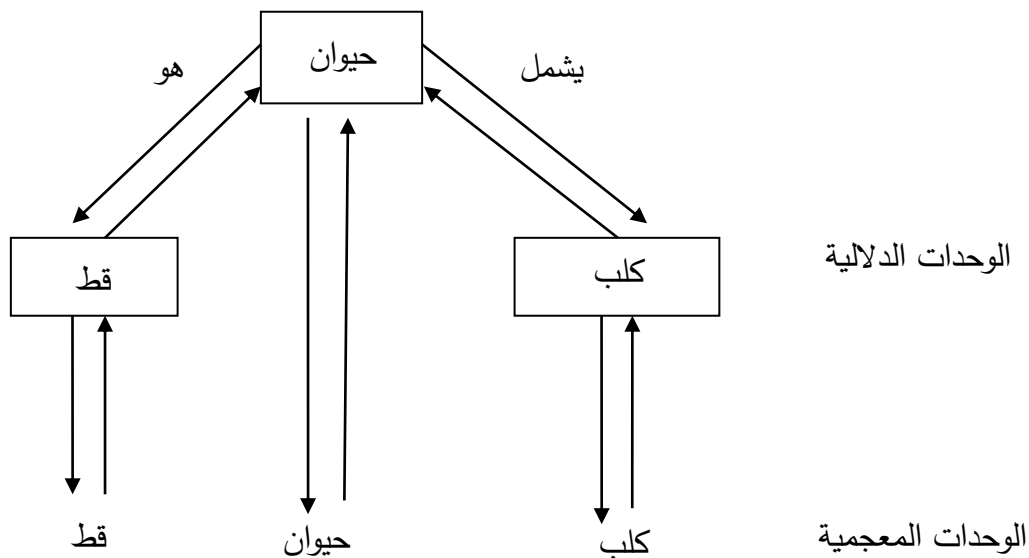 حيوان
يشمل
هو
الوحدات الدلالية
كلب
قط
الوحدات المعجمية
كلب
حيوان
قط